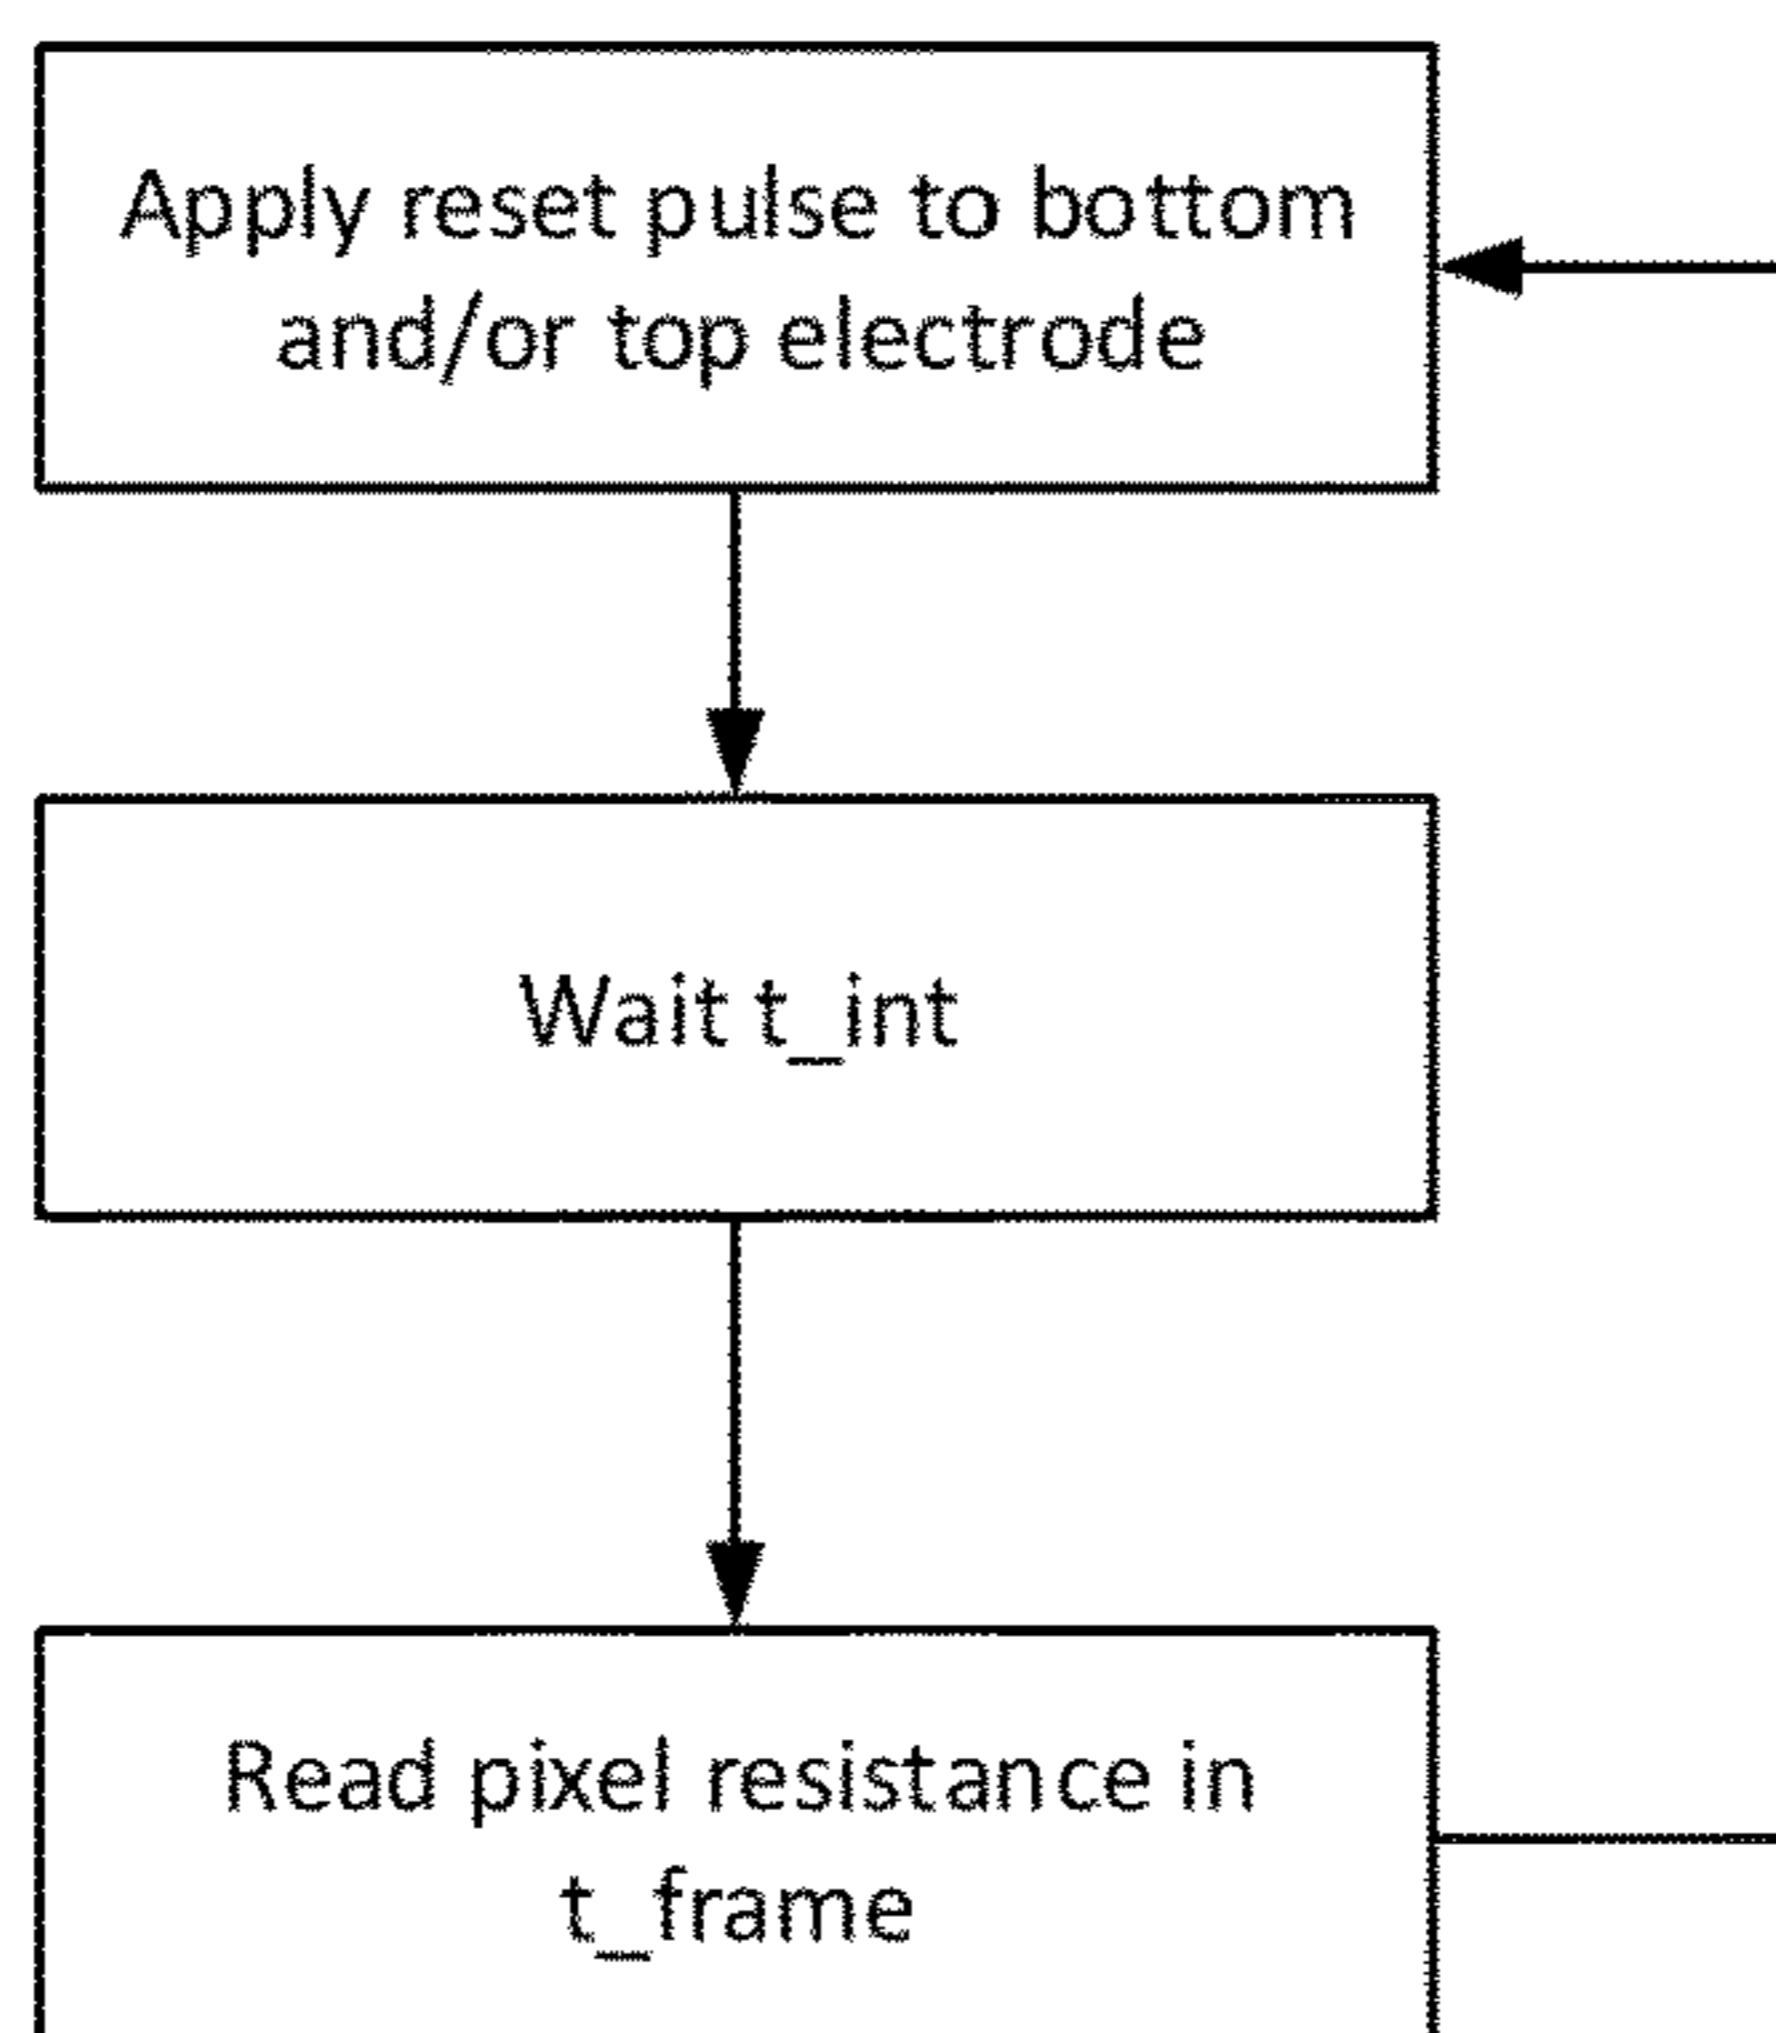 Apply reset pulse to bottom
and/or top electrode
Wait t_int
Read pixel resistance in
t_frame